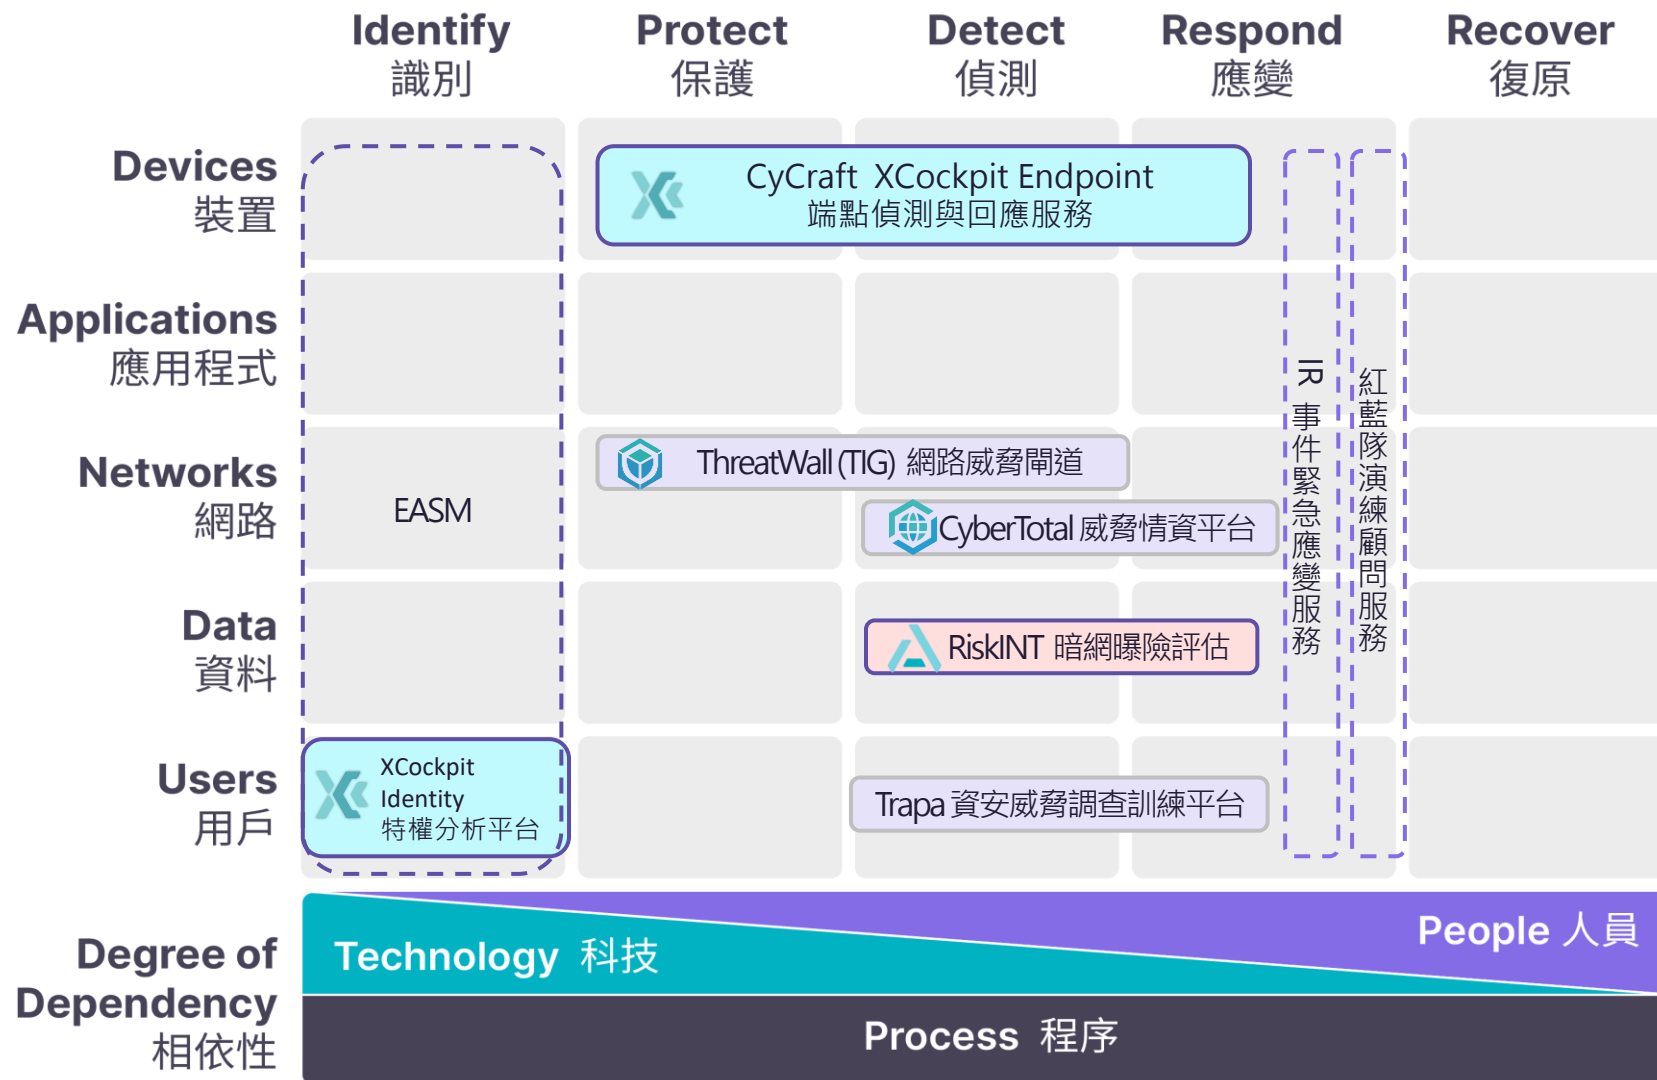 Identify
識別
Protect
保護
Detect
偵測
Respond
應變
Recover
復原
Devices
裝置
CyCraft XCockpit Endpoint
端點偵測與回應服務
Applications
應用程式
Networks
網路
EASM
ThreatWall (TIG) 網路威脅閘道
CyberTotal 威脅情資平台
Data
資料
RiskINT 暗網曝險評估
Users
用戶
XCockpit
Identity
特權分析平台
Trapa 資安威脅調查訓練平台
IR 事件緊急應變服務
紅藍隊演練顧問服務
Degree of
Dependency
相依性
Technology 科技
People 人員
Process 程序